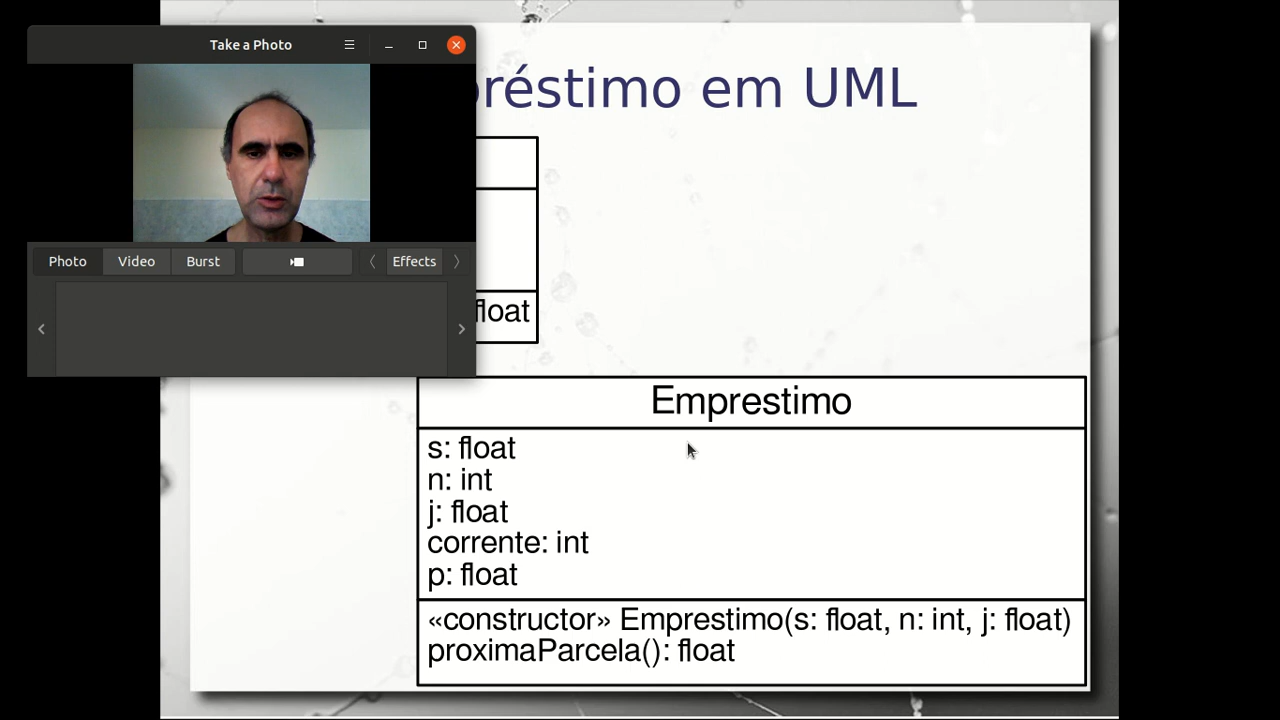 Take a Photo
préstimo em UML
Photo Video Burst Effects
float
Emprestimo
s: float
n: int
j: float
corrente: int
p: float
«constructor» Emprestimo(s: float, n: int, j: float)
proximaParcela(): float